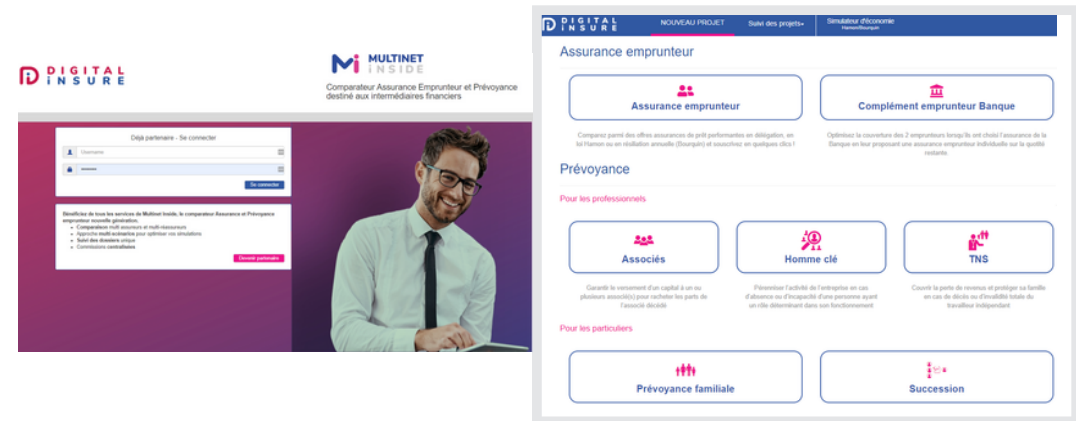 DIGITAL
iNSURE
MULTINET
iNSIDE
Comparateur Assurance Emprunteur et Prévoyance
destiné aux intermédiaires financiers
Déjà partenaire - Se connecter
Username
Se connecter
Bénéficiez de tous les services de Multinet Inside, le comparateur Assurance et Prévoyance
emprunteur nouvelle génération.
Comparaison multi assureurs et multi-réassureurs
Approche multi-scénarios pour optimiser vos simulations
Suivi des dossiers unique
Commissions centralisées
Devenir partenaire
DIGITAL
iNSURE
NOUVEAU PROJET
Suivi des projets
Simulateur d'économie
Hamon/Bourquin
Assurance emprunteur
Assurance emprunteur
Complément emprunteur Banque
Comparez parmi des offres assurances de prêt performantes en délégation, en
loi Hamon ou en résiliation annuelle (Bourquin) et souscrivez en quelques clics !
Optimisez la couverture des 2 emprunteurs lorsqu'ils ont choisi l'assurance de la
Banque en leur proposant une assurance emprunteur individuelle sur la quotité
restante.
Prévoyance
Pour les professionnels
Associés
Homme clé
TNS
Garantir le versement d'un capital à un ou
plusieurs associé(s) pour racheter les parts de
l'associé décédé
Pérenniser l'activité de l'entreprise en cas
d'absence ou d'incapacité d'une personne ayant
un rôle déterminant dans son fonctionnement
Couvrir la perte de revenus et protéger sa famille
en cas de décès ou d'invalidité totale du
travailleur indépendant
Pour les particuliers
Prévoyance familiale
Succession